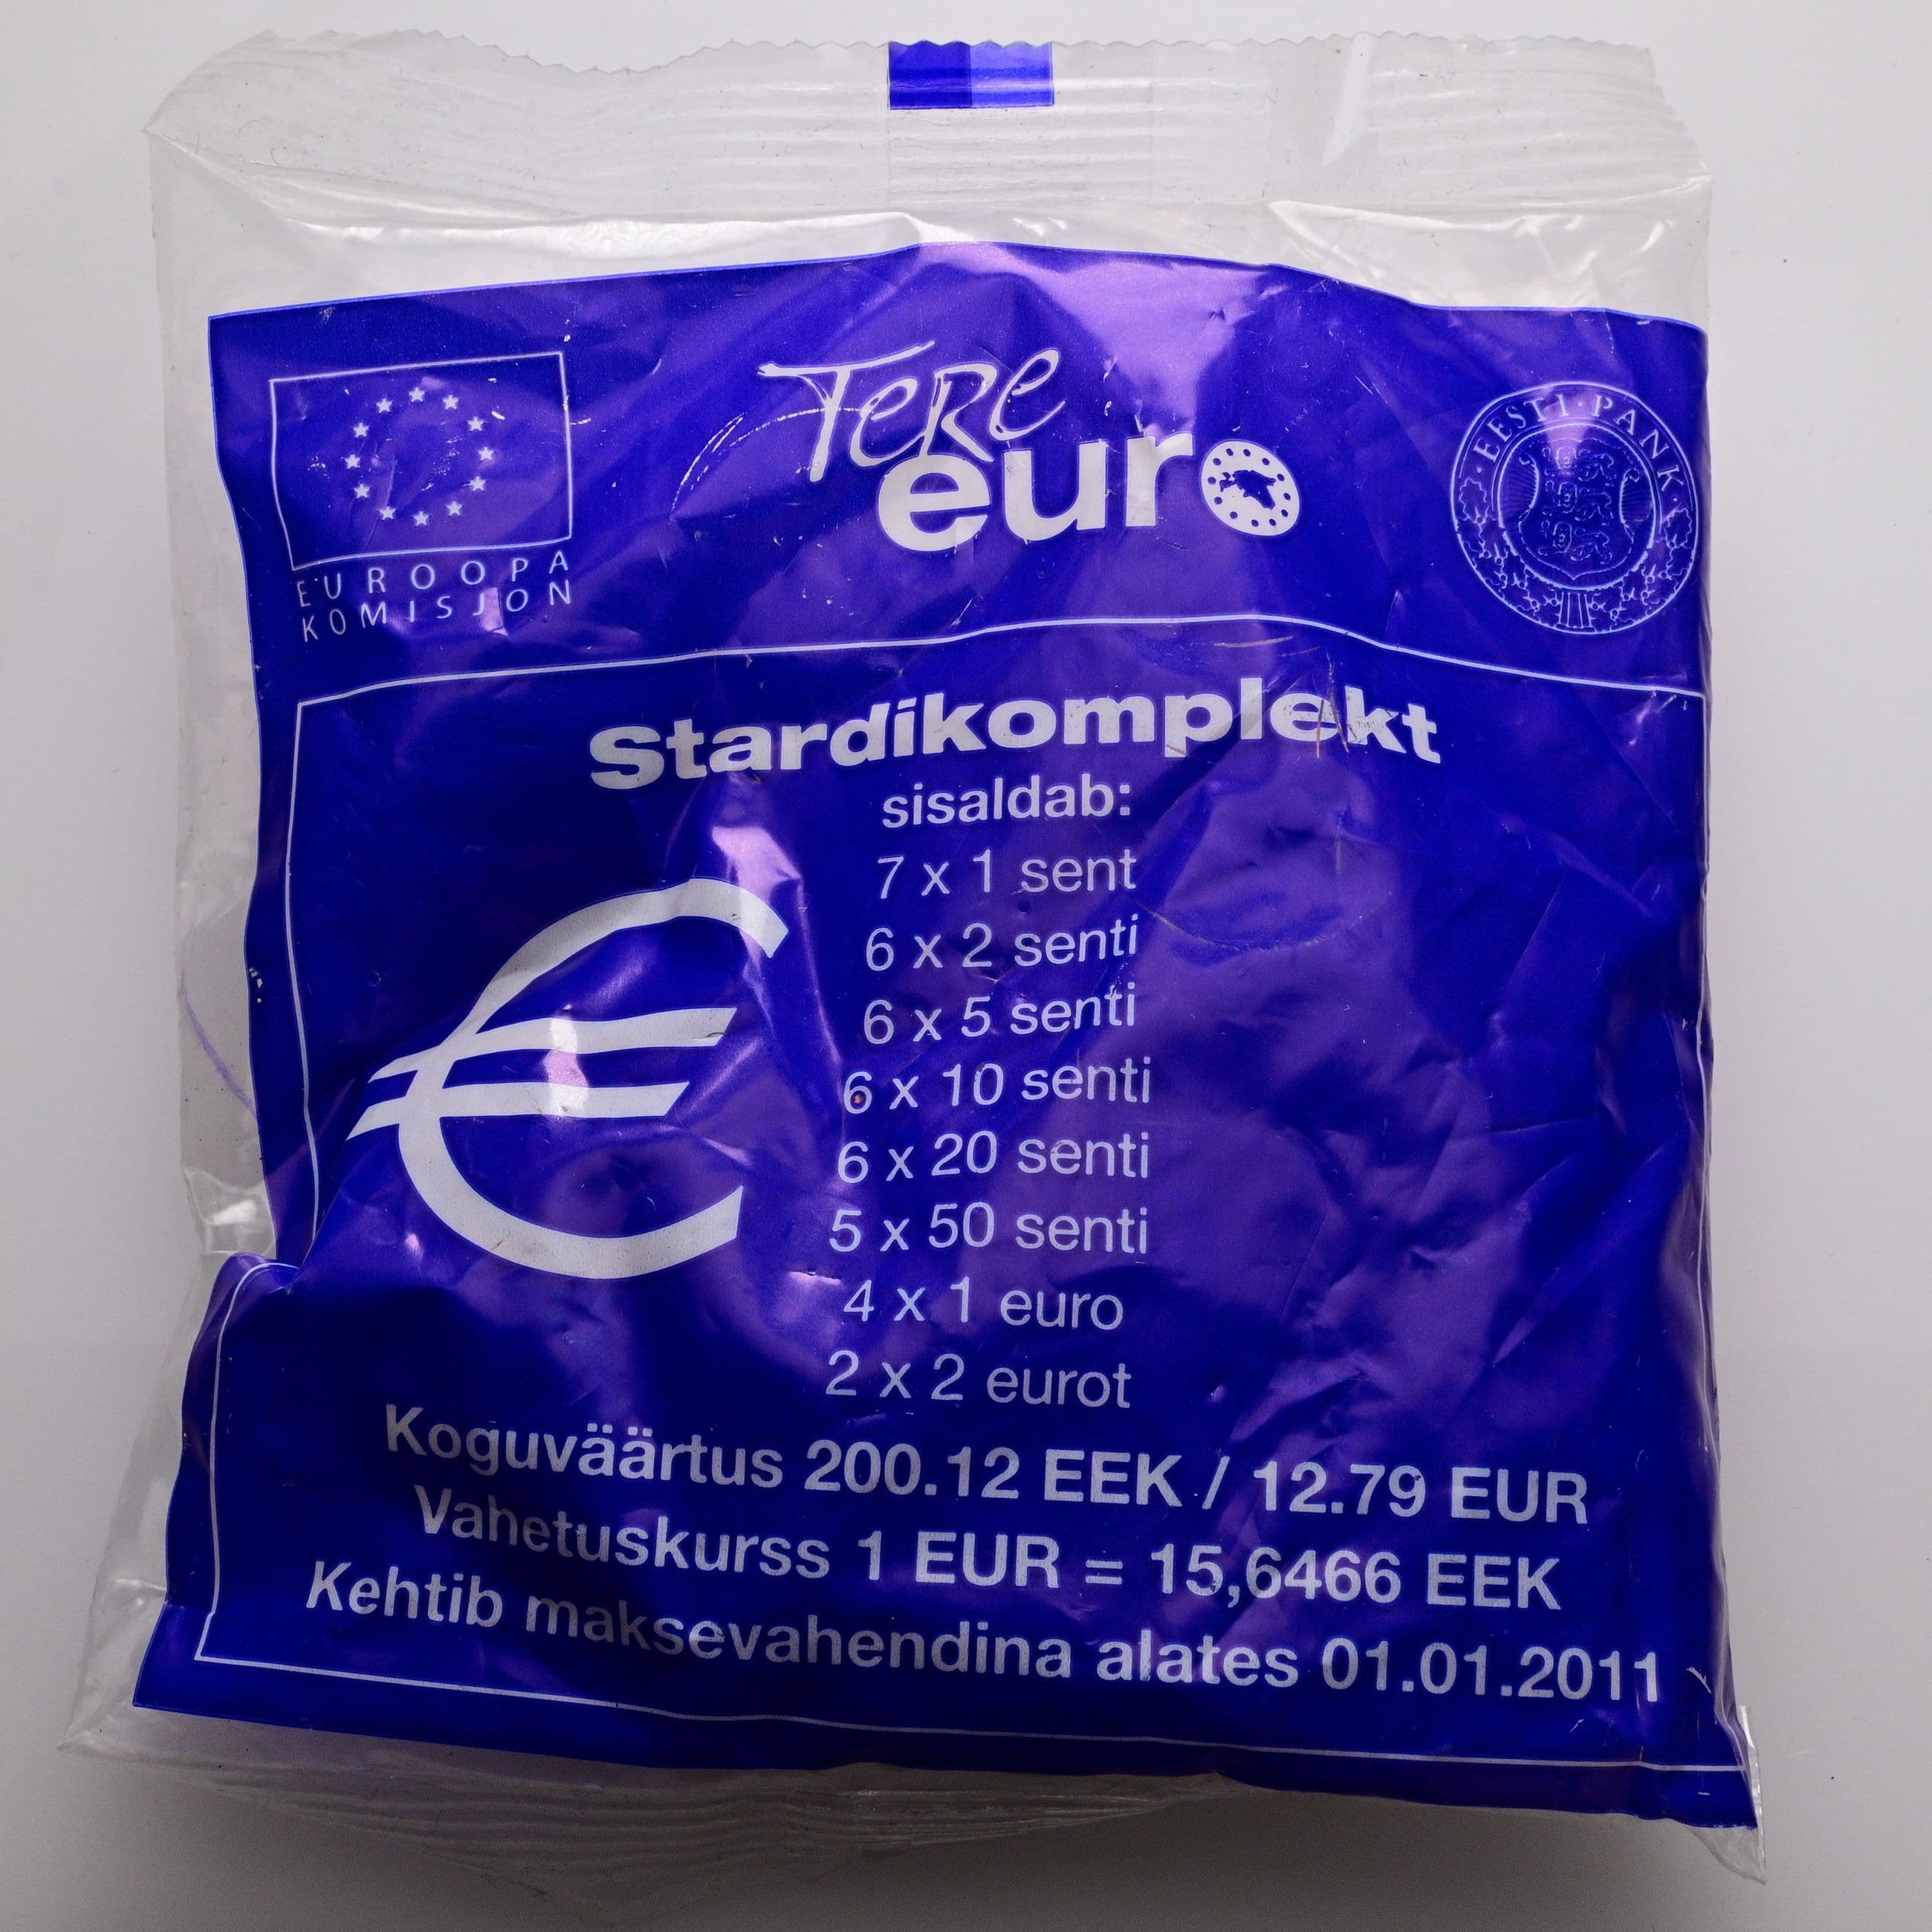 Tere
euro
EUROOPA
KOMISJON
EESTI · PANK
Stardikomplekt
sisaldab:
7 x 1 sent
6 x 2 senti
6 x 5 senti
6 x 10 senti
6 x 20 senti
5 x 50 senti
4 x 1 euro
2 x 2 eurot
€
Koguväärtus 200.12 EEK / 12.79 EUR
Vahetuskurss 1 EUR = 15,6466 EEK
Kehtib maksevahendina alates 01.01.2011